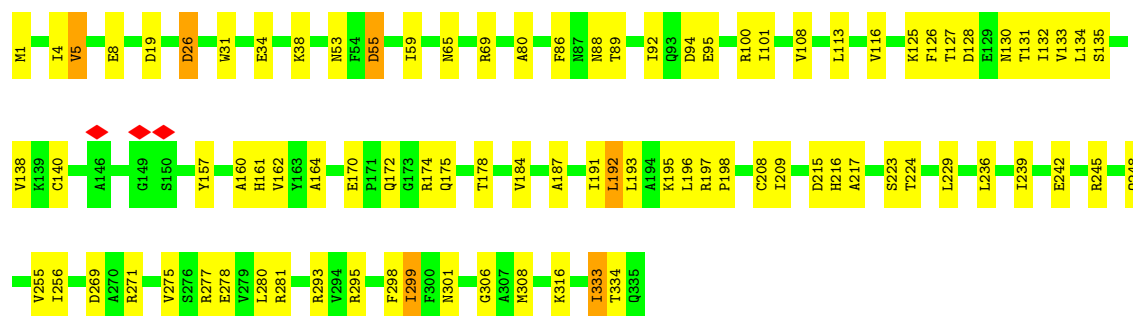 M1 I4 V5 E8 D19 D26 W31 E34 K38 N53 F54 D55 I59 N65 R69 A80 F86 N87 N88 T89 I92 Q93 D94 E95 R100 I101 V108 L113 V116 K125 F126 T127 D128 E129 N130 T131 I132 V133 L134 S135
V138 K139 C140 A146 G149 S150 Y157 A160 H161 V162 Y163 A164 E170 P171 Q172 G173 R174 Q175 T178 V184 A187 I191 L192 L193 A194 K195 L196 R197 P198 C208 I209 D215 H216 A217 S223 T224 L229 L236 I239 E242 R245
V255 I256 D269 A270 R271 V275 S276 R277 E278 V279 L280 R281 R293 V294 R295 F298 I299 F300 N301 G306 A307 M308 K316 I333 T334 Q335